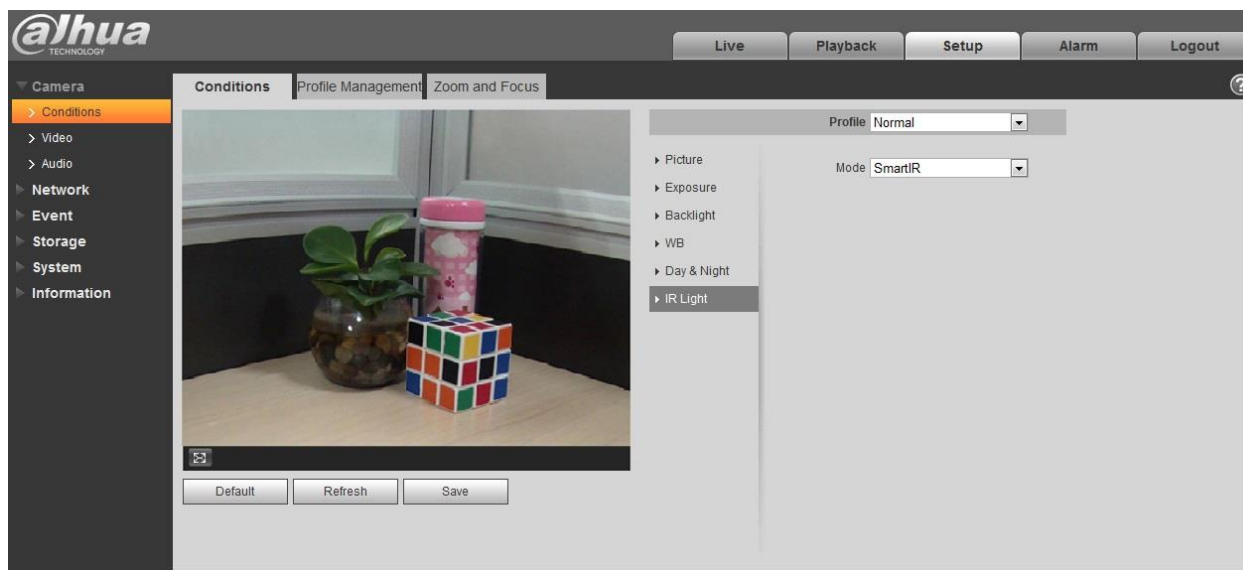 alhua
TECHNOLOGY
Live
Playback
Setup
Alarm
Logout
Camera
Conditions
Video
Audio
Network
Event
Storage
System
Information
Conditions
Profile Management
Zoom and Focus
?
Profile Normal
Picture
Exposure
Backlight
WB
Day & Night
IR Light
Mode SmartIR
Default
Refresh
Save